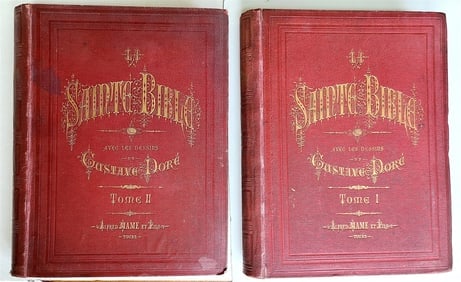 LA
SAINTE BIBLE
AVEC LES DESSINS
DE
GUSTAVE DORÉ
TOME II
ALFRED MAME ET FILS
TOURS
LA
SAINTE BIBLE
AVEC LES DESSINS
DE
GUSTAVE DORÉ
TOME I
ALFRED MAME ET FILS
TOURS